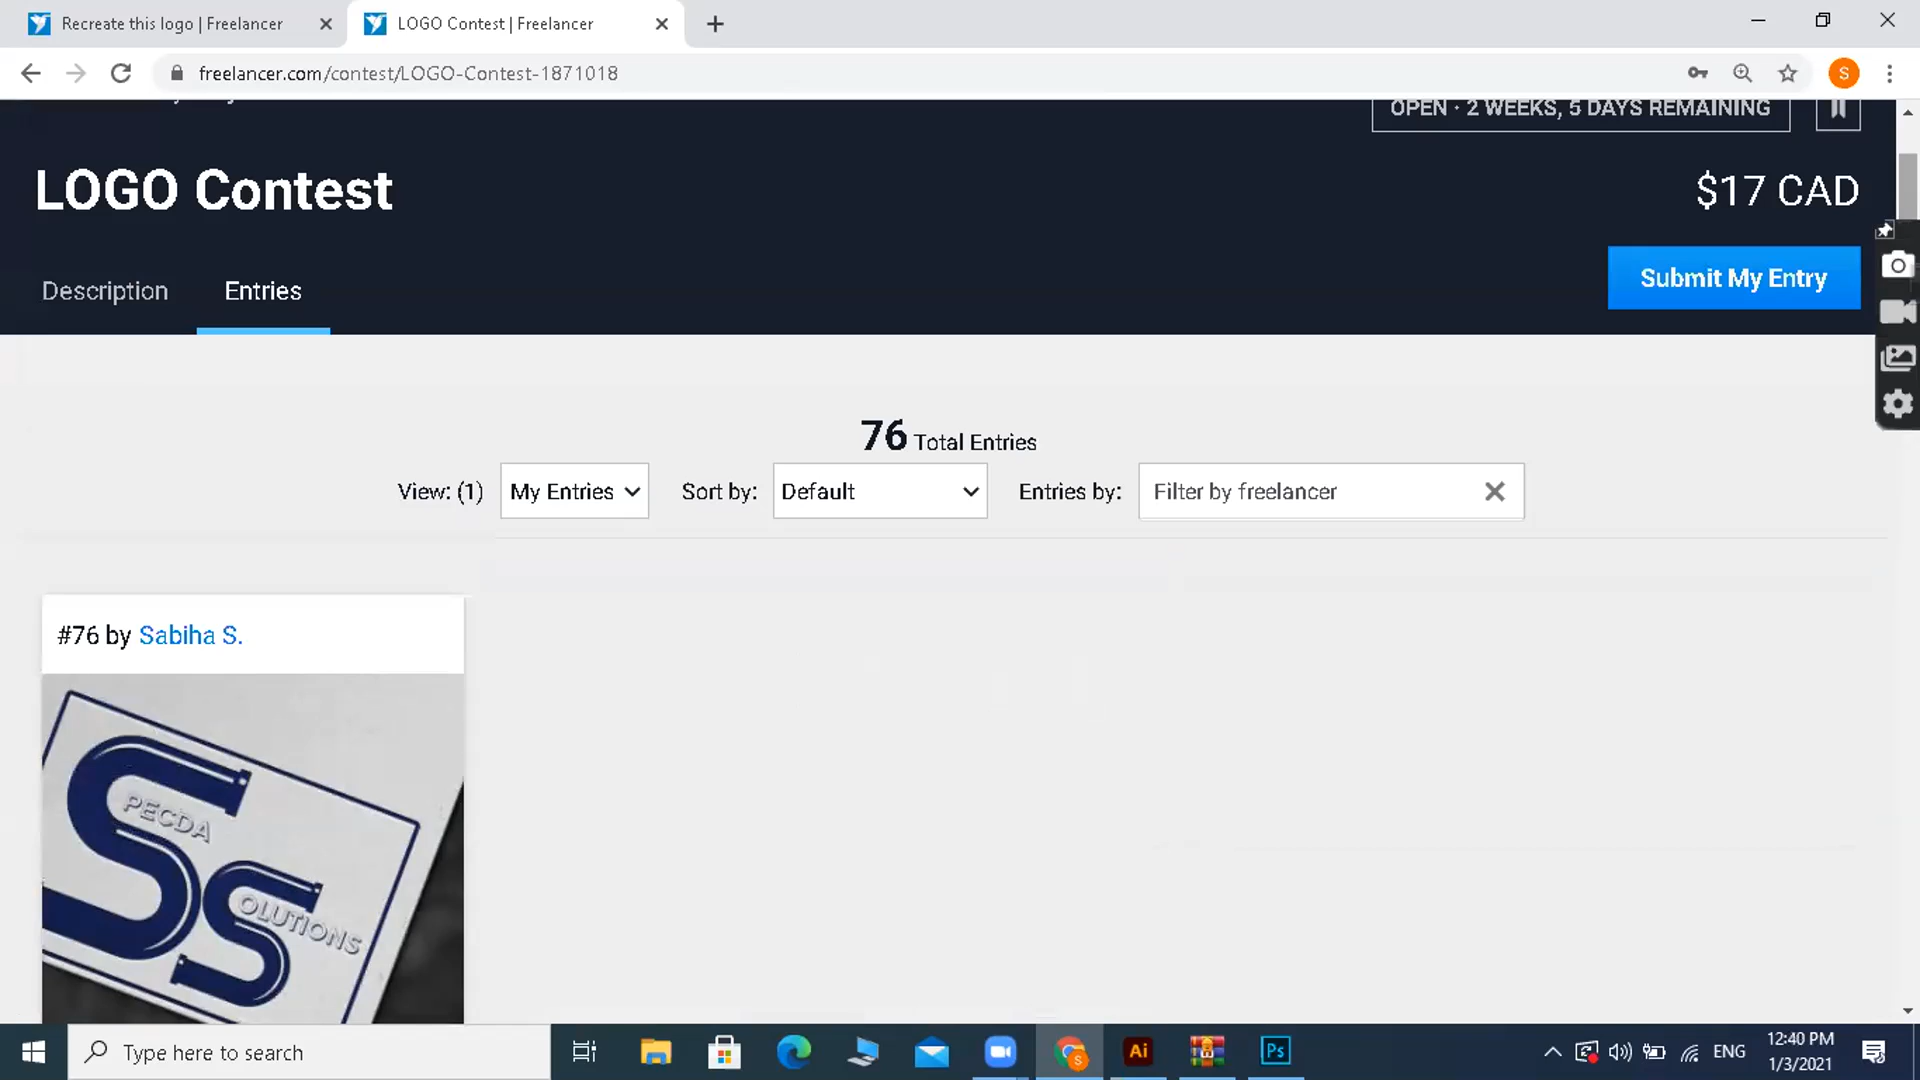 Recreate this logo | Freelancer
LOGO Contest | Freelancer
freelancer.com/contest/LOGO-Contest-1871018
S
OPEN · 2 WEEKS, 5 DAYS REMAINING
LOGO Contest
$17 CAD
Description
Entries
Submit My Entry
76 Total Entries
View: (1)
My Entries
Sort by:
Default
Entries by:
Filter by freelancer
#76 by Sabiha S.
S
PECDA
S
OLUTIONS
Type here to search
S
Ai
Ps
ENG
12:40 PM
1/3/2021